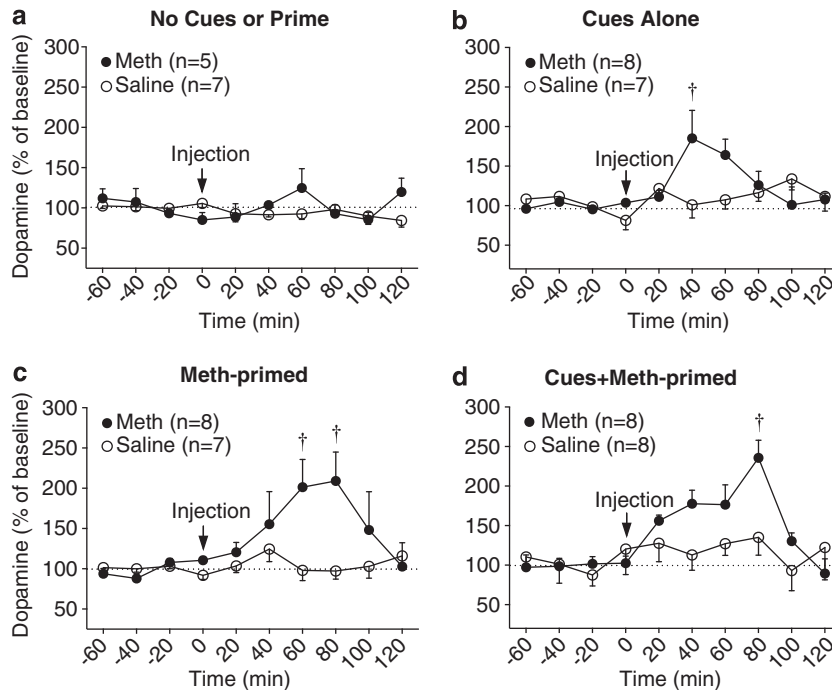 a No Cues or Prime
Dopamine (% of baseline)
300
250
200
150
100
50
Meth (n=5)
Saline (n=7)
Injection
-60 -40 -20 0 20 40 60 80 100 120
Time (min)
b Cues Alone
300
250
200
150
100
50
Meth (n=8)
Saline (n=7)
†
Injection
-60 -40 -20 0 20 40 60 80 100 120
Time (min)
c Meth-primed
Dopamine (% of baseline)
300
250
200
150
100
50
Meth (n=8)
Saline (n=7)
† †
Injection
-60 -40 -20 0 20 40 60 80 100 120
Time (min)
d Cues+Meth-primed
300
250
200
150
100
50
Meth (n=8)
Saline (n=8)
†
Injection
-60 -40 -20 0 20 40 60 80 100 120
Time (min)